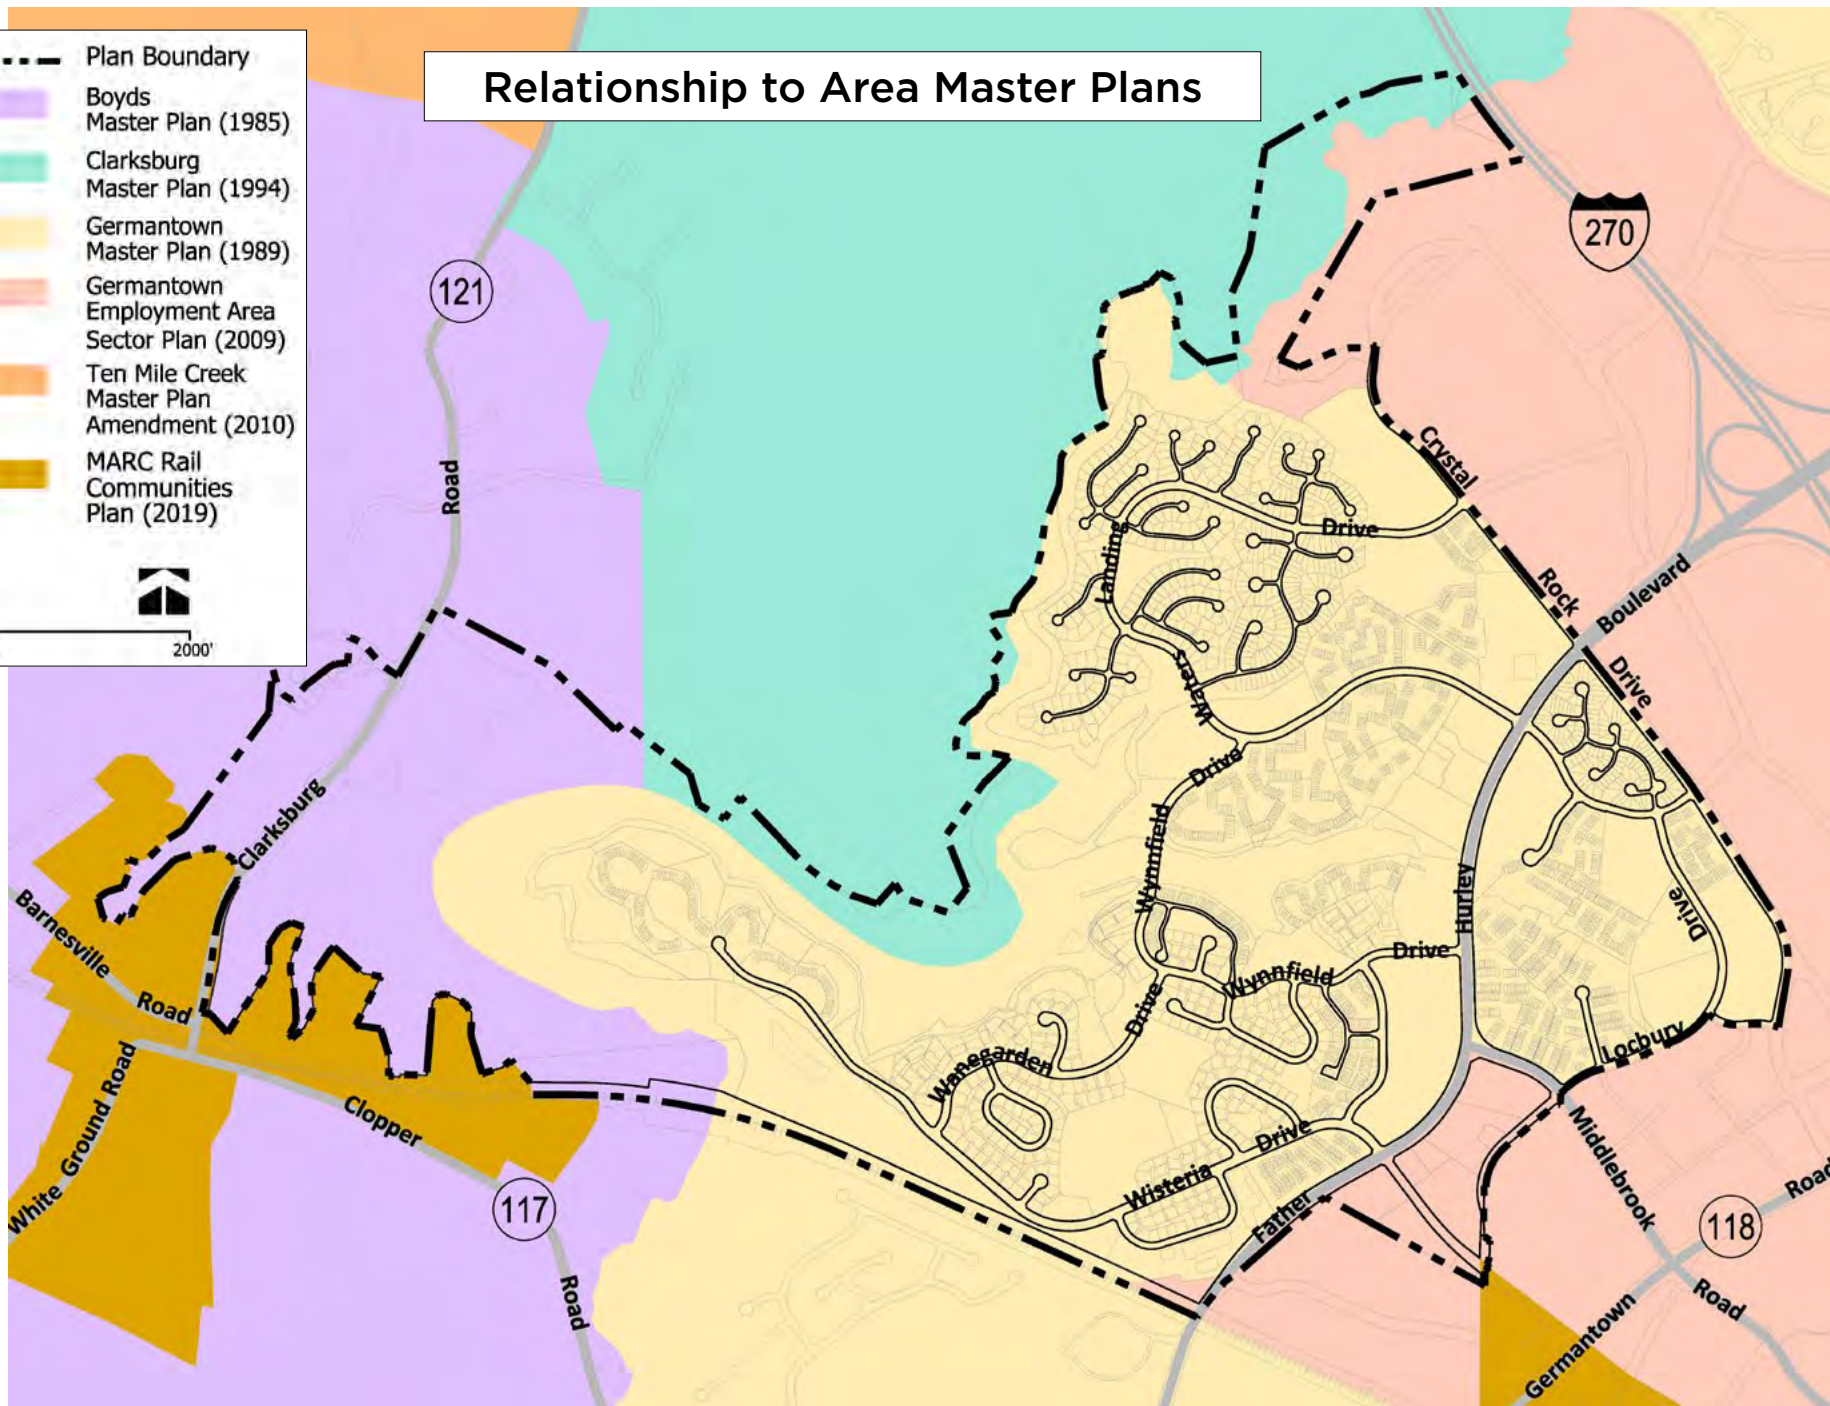 Relationship to Area Master Plans
Plan Boundary
Boyds
Master Plan (1985)
Clarksburg
Master Plan (1994)
Germantown
Master Plan (1989)
Germantown
Employment Area
Sector Plan (2009)
Ten Mile Creek
Master Plan
Amendment (2010)
MARC Rail
Communities
Plan (2019)
2000'
121
270
Road
Crystal
Rock
Drive
Boulevard
Drive
Landing
Waters
Drive
Wynnfield
Clarksburg
Hurley
Drive
Barnesville
Road
Drive
Wynnfield
Drive
Locbury
Wanegarden
White Ground Road
Clopper
Drive
Middlebrook
Wisteria
Father
117
118
Road
Road
Road
Germantown